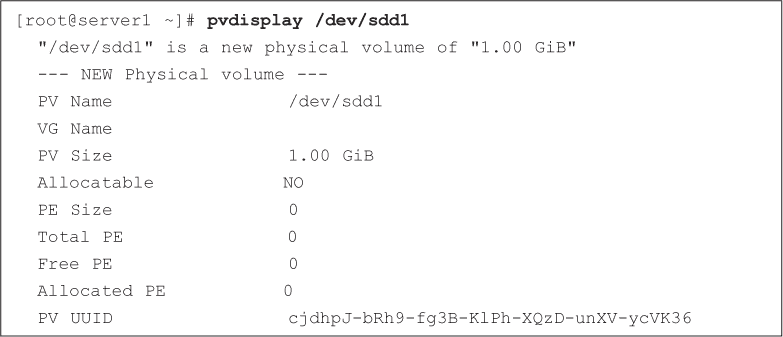 [root@server1 ~]# pvdisplay /dev/sdd1
"/dev/sdd1" is a new physical volume of "1.00 GiB"
--- NEW Physical volume ---
PV Name /dev/sdd1
VG Name
PV Size 1.00 GiB
Allocatable NO
PE Size 0
Total PE 0
Free PE 0
Allocated PE 0
PV UUID cjdhpJ-bRh9-fg3B-KlPh-XQzD-unXV-ycVK36